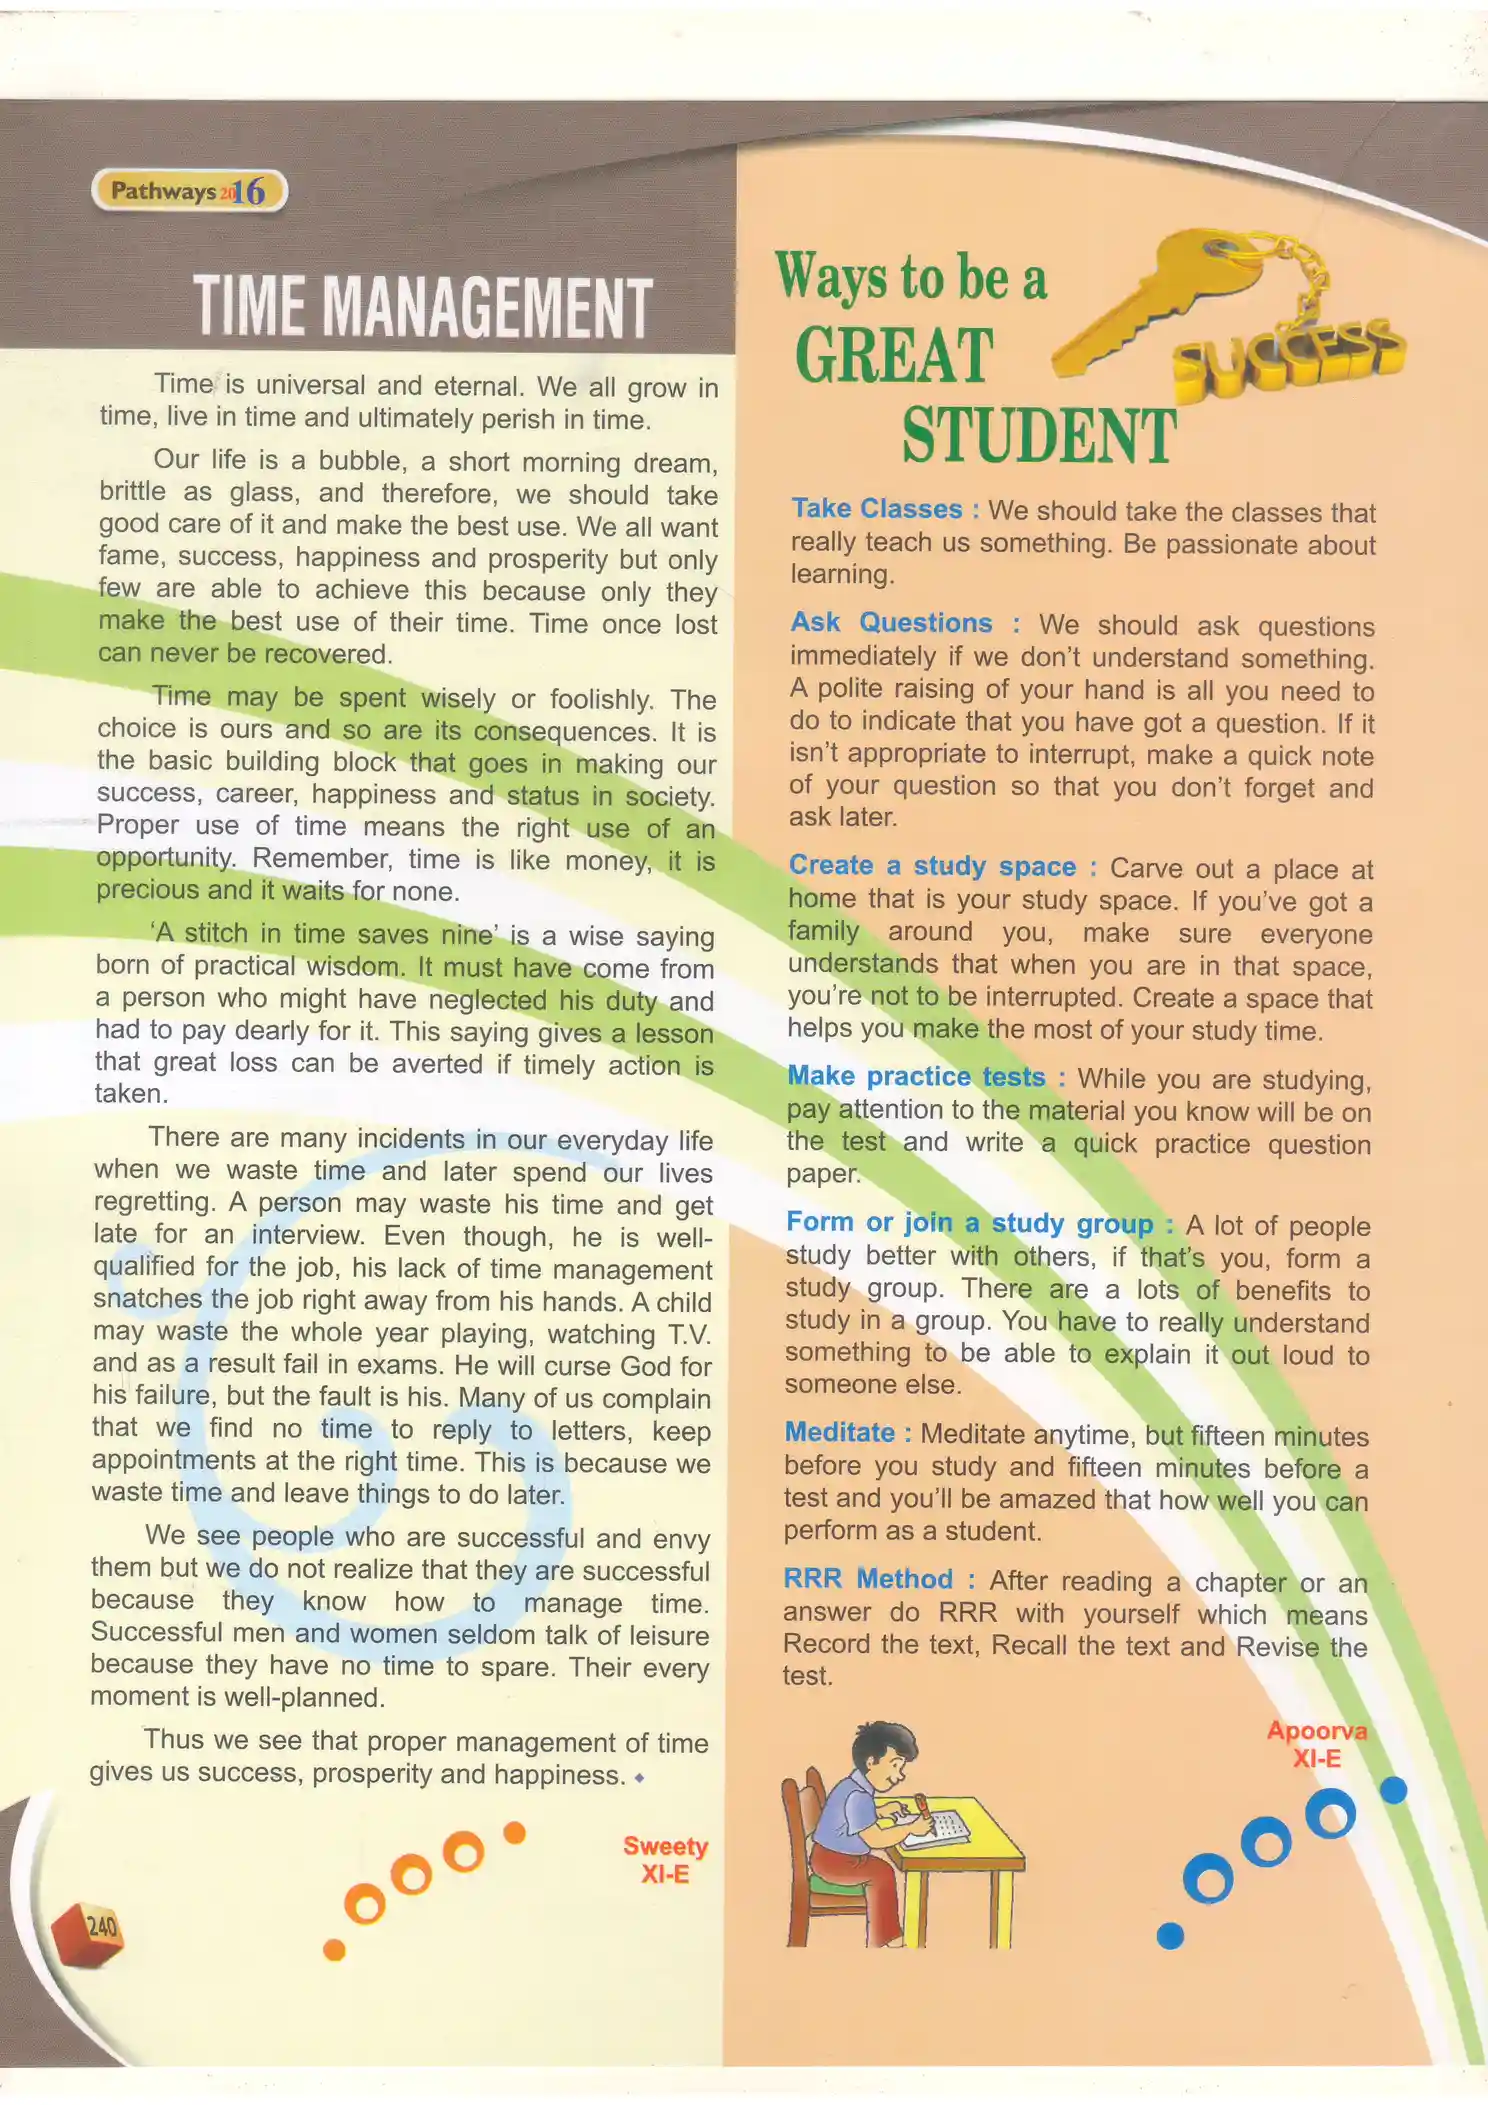 Pathways 2016
TIME MANAGEMENT
Time is universal and eternal. We all grow in
time, live in time and ultimately perish in time.
Our life is a bubble, a short morning dream,
brittle as glass, and therefore, we should take
good care of it and make the best use. We all want
fame, success, happiness and prosperity but only
few are able to achieve this because only they
make the best use of their time. Time once lost
can never be recovered.
Time may be spent wisely or foolishly. The
choice is ours and so are its consequences. It is
the basic building block that goes in making our
success, career, happiness and status in society.
Proper use of time means the right use of an
opportunity. Remember, time is like money, it is
precious and it waits for none.
‘A stitch in time saves nine’ is a wise saying
born of practical wisdom. It must have come from
a person who might have neglected his duty and
had to pay dearly for it. This saying gives a lesson
that great loss can be averted if timely action is
taken.
There are many incidents in our everyday life
when we waste time and later spend our lives
regretting. A person may waste his time and get
late for an interview. Even though, he is well-
qualified for the job, his lack of time management
snatches the job right away from his hands. A child
may waste the whole year playing, watching T.V.
and as a result fail in exams. He will curse God for
his failure, but the fault is his. Many of us complain
that we find no time to reply to letters, keep
appointments at the right time. This is because we
waste time and leave things to do later.
We see people who are successful and envy
them but we do not realize that they are successful
because they know how to manage time.
Successful men and women seldom talk of leisure
because they have no time to spare. Their every
moment is well-planned.
Thus we see that proper management of time
gives us success, prosperity and happiness.
Sweety
XI-E
240
Ways to be a
GREAT
STUDENT
SUCCESS
Take Classes : We should take the classes that
really teach us something. Be passionate about
learning.
Ask Questions : We should ask questions
immediately if we don’t understand something.
A polite raising of your hand is all you need to
do to indicate that you have got a question. If it
isn’t appropriate to interrupt, make a quick note
of your question so that you don’t forget and
ask later.
Create a study space : Carve out a place at
home that is your study space. If you’ve got a
family around you, make sure everyone
understands that when you are in that space,
you’re not to be interrupted. Create a space that
helps you make the most of your study time.
Make practice tests : While you are studying,
pay attention to the material you know will be on
the test and write a quick practice question
paper.
Form or join a study group : A lot of people
study better with others, if that’s you, form a
study group. There are a lots of benefits to
study in a group. You have to really understand
something to be able to explain it out loud to
someone else.
Meditate : Meditate anytime, but fifteen minutes
before you study and fifteen minutes before a
test and you’ll be amazed that how well you can
perform as a student.
RRR Method : After reading a chapter or an
answer do RRR with yourself which means
Record the text, Recall the text and Revise the
test.
Apoorva
XI-E